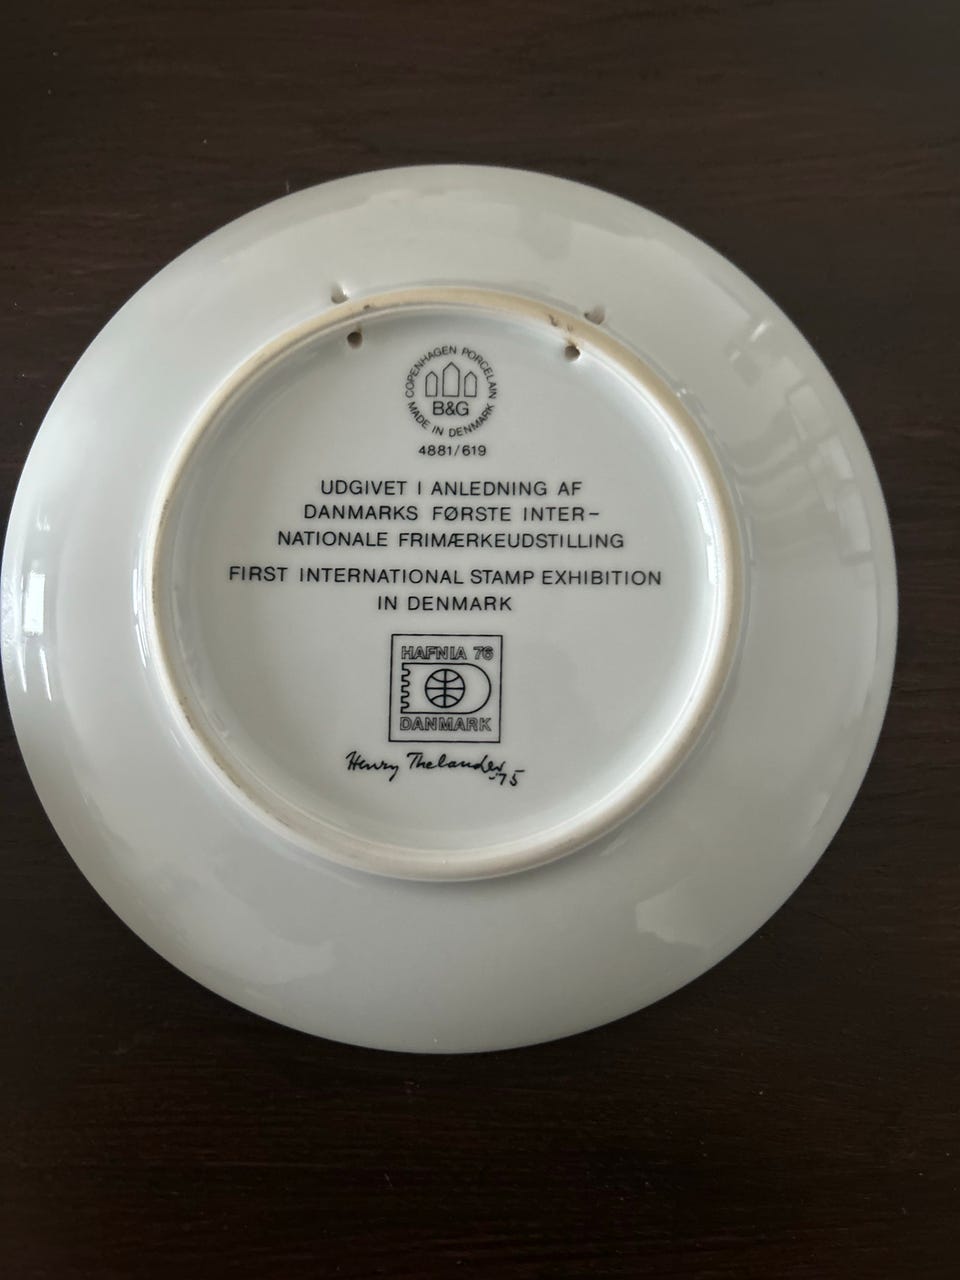 COPENHAGEN PORCELAIN
B&G
MADE IN DENMARK
4881/619
UDGIVET I ANLEDNING AF
DANMARKS FØRSTE INTER-
NATIONALE FRIMÆRKEUDSTILLING
FIRST INTERNATIONAL STAMP EXHIBITION
IN DENMARK
HAFNIA 76
DANMARK
Henry Thelander 75